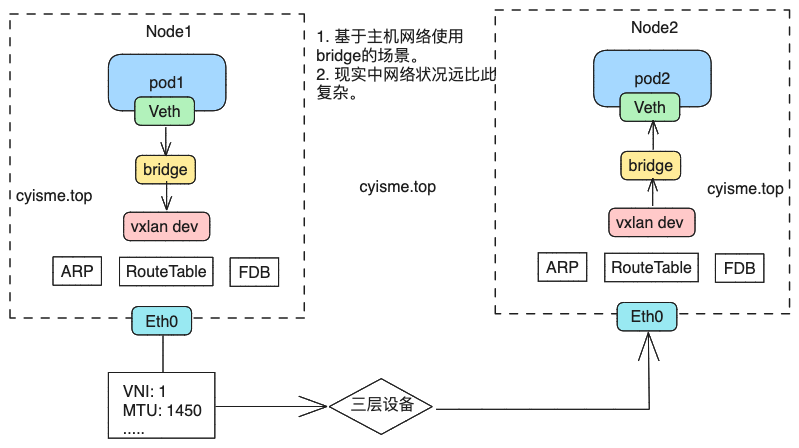 Node1
pod1
Veth
bridge
cyisme.top
vxlan dev
ARP
RouteTable
FDB
Eth0
VNI: 1
MTU: 1450
.....
1. 基于主机网络使用
bridge的场景。
2. 现实中网络状况远比此
复杂。
cyisme.top
三层设备
Node2
pod2
Veth
bridge
cyisme.top
vxlan dev
ARP
RouteTable
FDB
Eth0